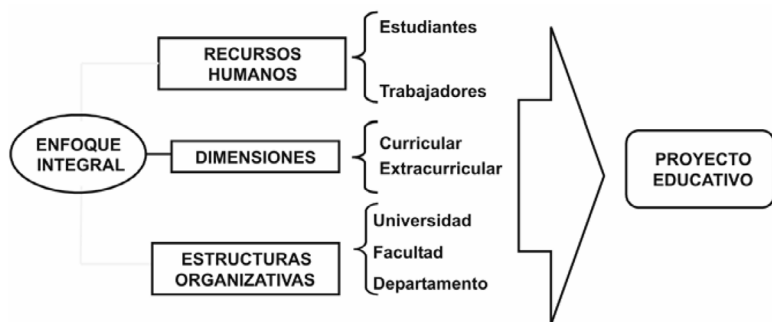 ENFOQUE
INTEGRAL
RECURSOS
HUMANOS
Estudiantes
Trabajadores
DIMENSIONES
Curricular
Extracurricular
ESTRUCTURAS
ORGANIZATIVAS
Universidad
Facultad
Departamento
PROYECTO
EDUCATIVO